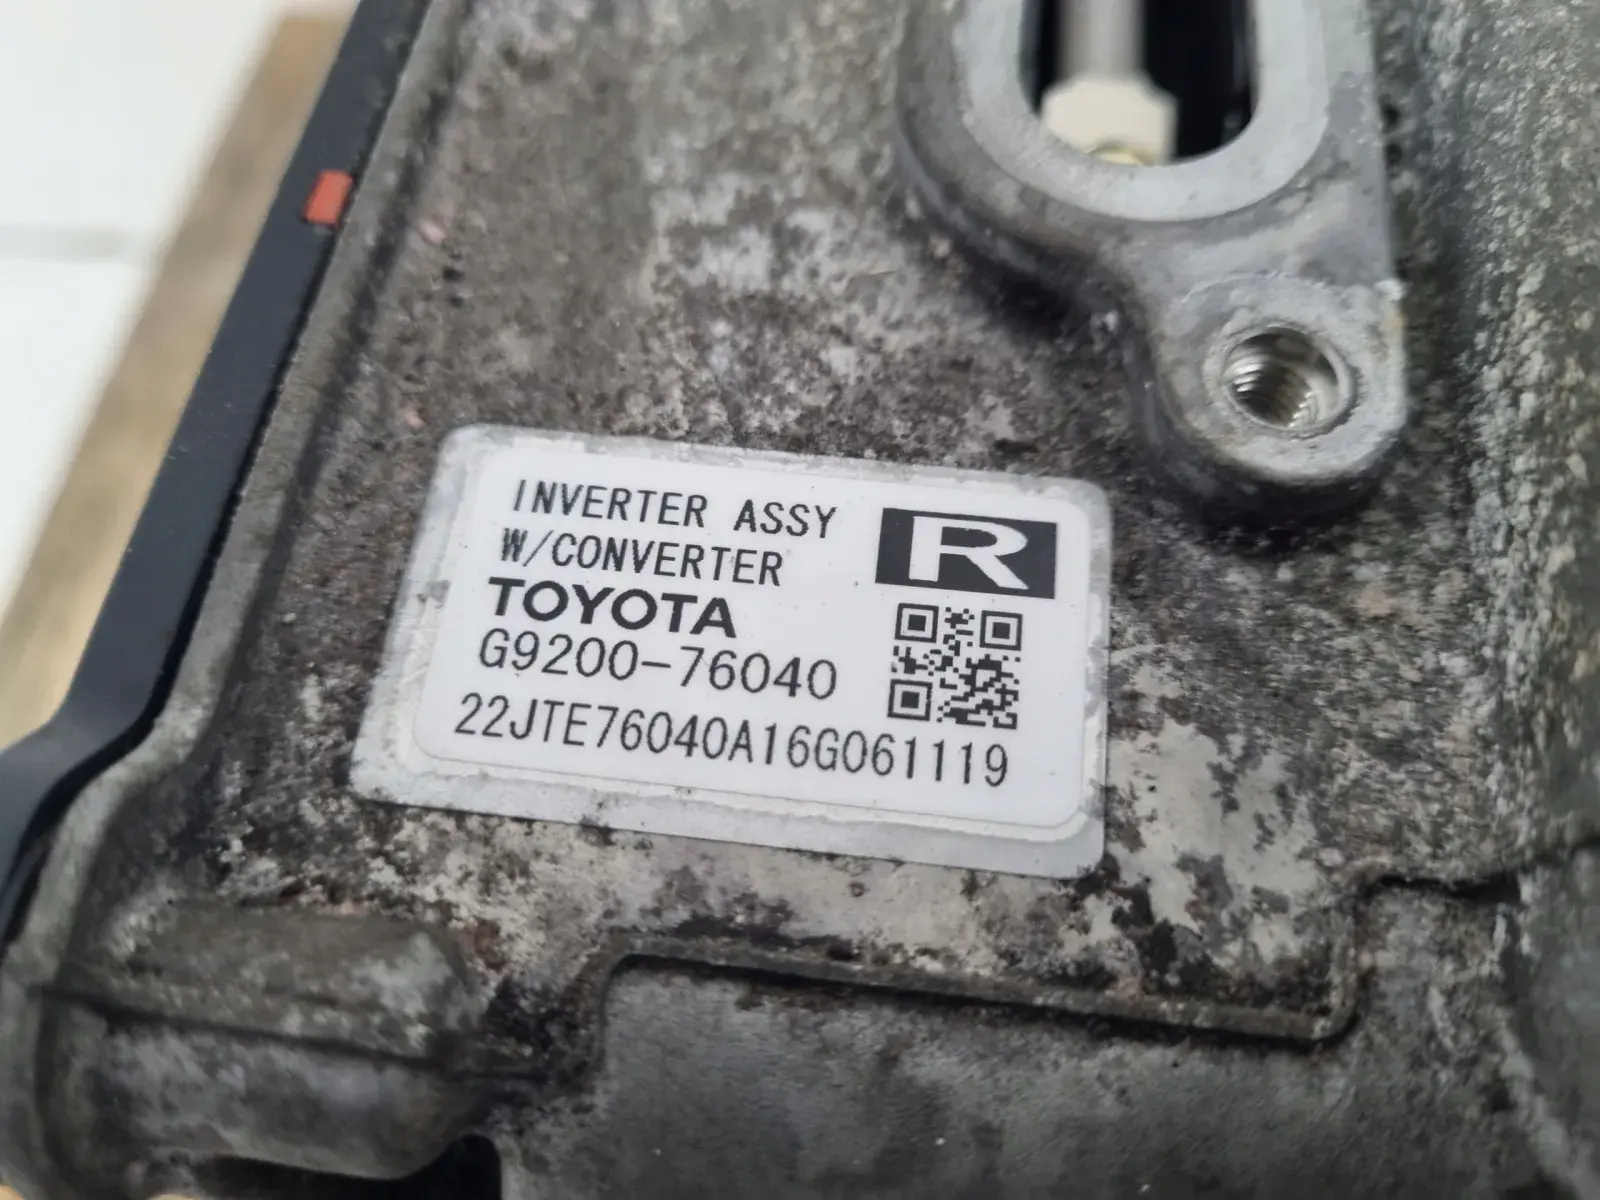 INVERTER ASSY
W/CONVERTER
R
TOYOTA
G9200-76040
22JTE76040A16G061119